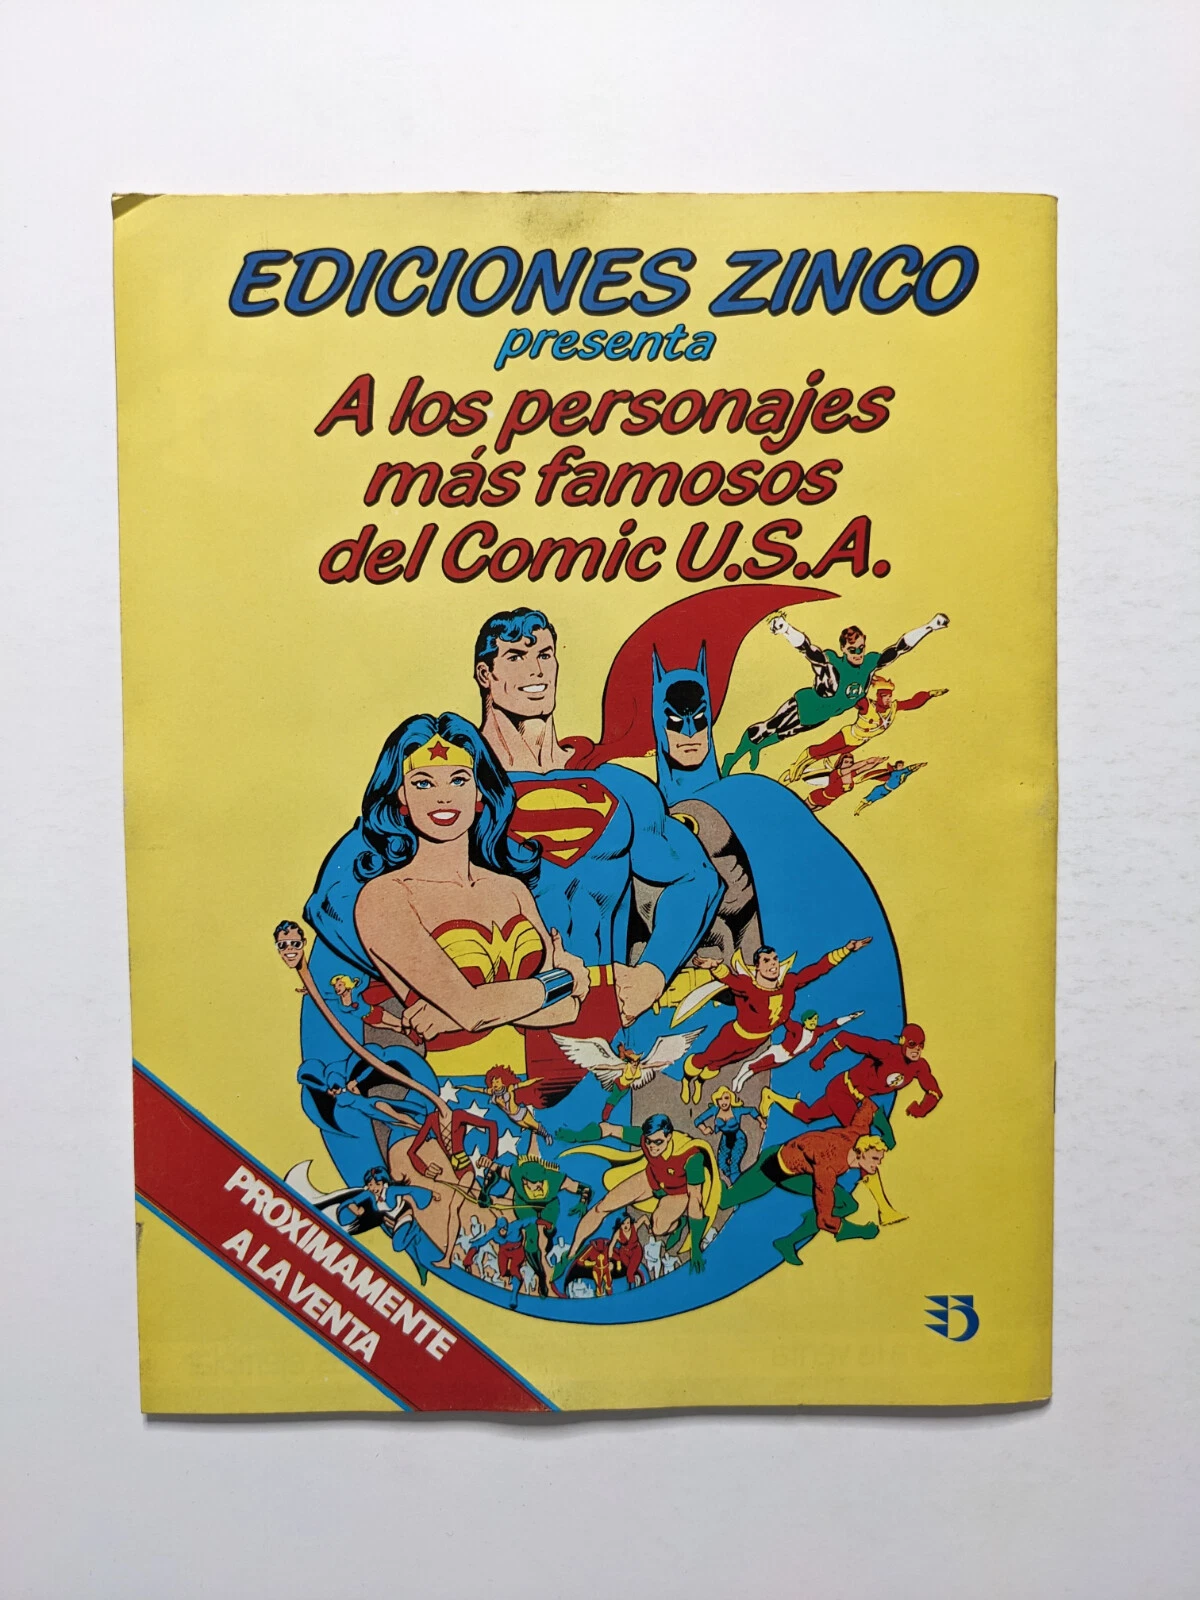 EDICIONES ZINCO
presenta
A los personajes
más famosos
del Comic U.S.A.
PROXIMAMENTE
A LA VENTA